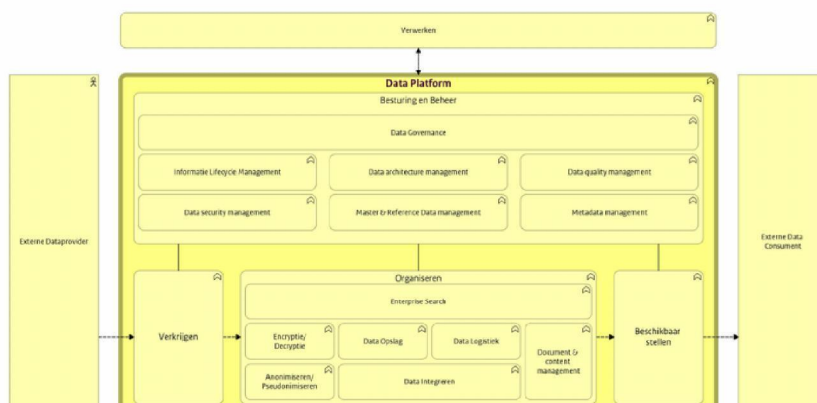 Verwerken
Data Platform
Besturing en Beheer
Data Governance
Informatie Lifecycle Management
Data architecture management
Data quality management
Data security management
Master & Reference Data management
Metadata management
Externe Dataprovider
Externe Data
Consument
Organiseren
Enterprise Search
Verkrijgen
Encryptie/
Decryptie
Data Opslag
Data Logistiek
Document &
content
management
Beschikbaar
stellen
Anonimiseren/
Pseudonimiseren
Data Integreren